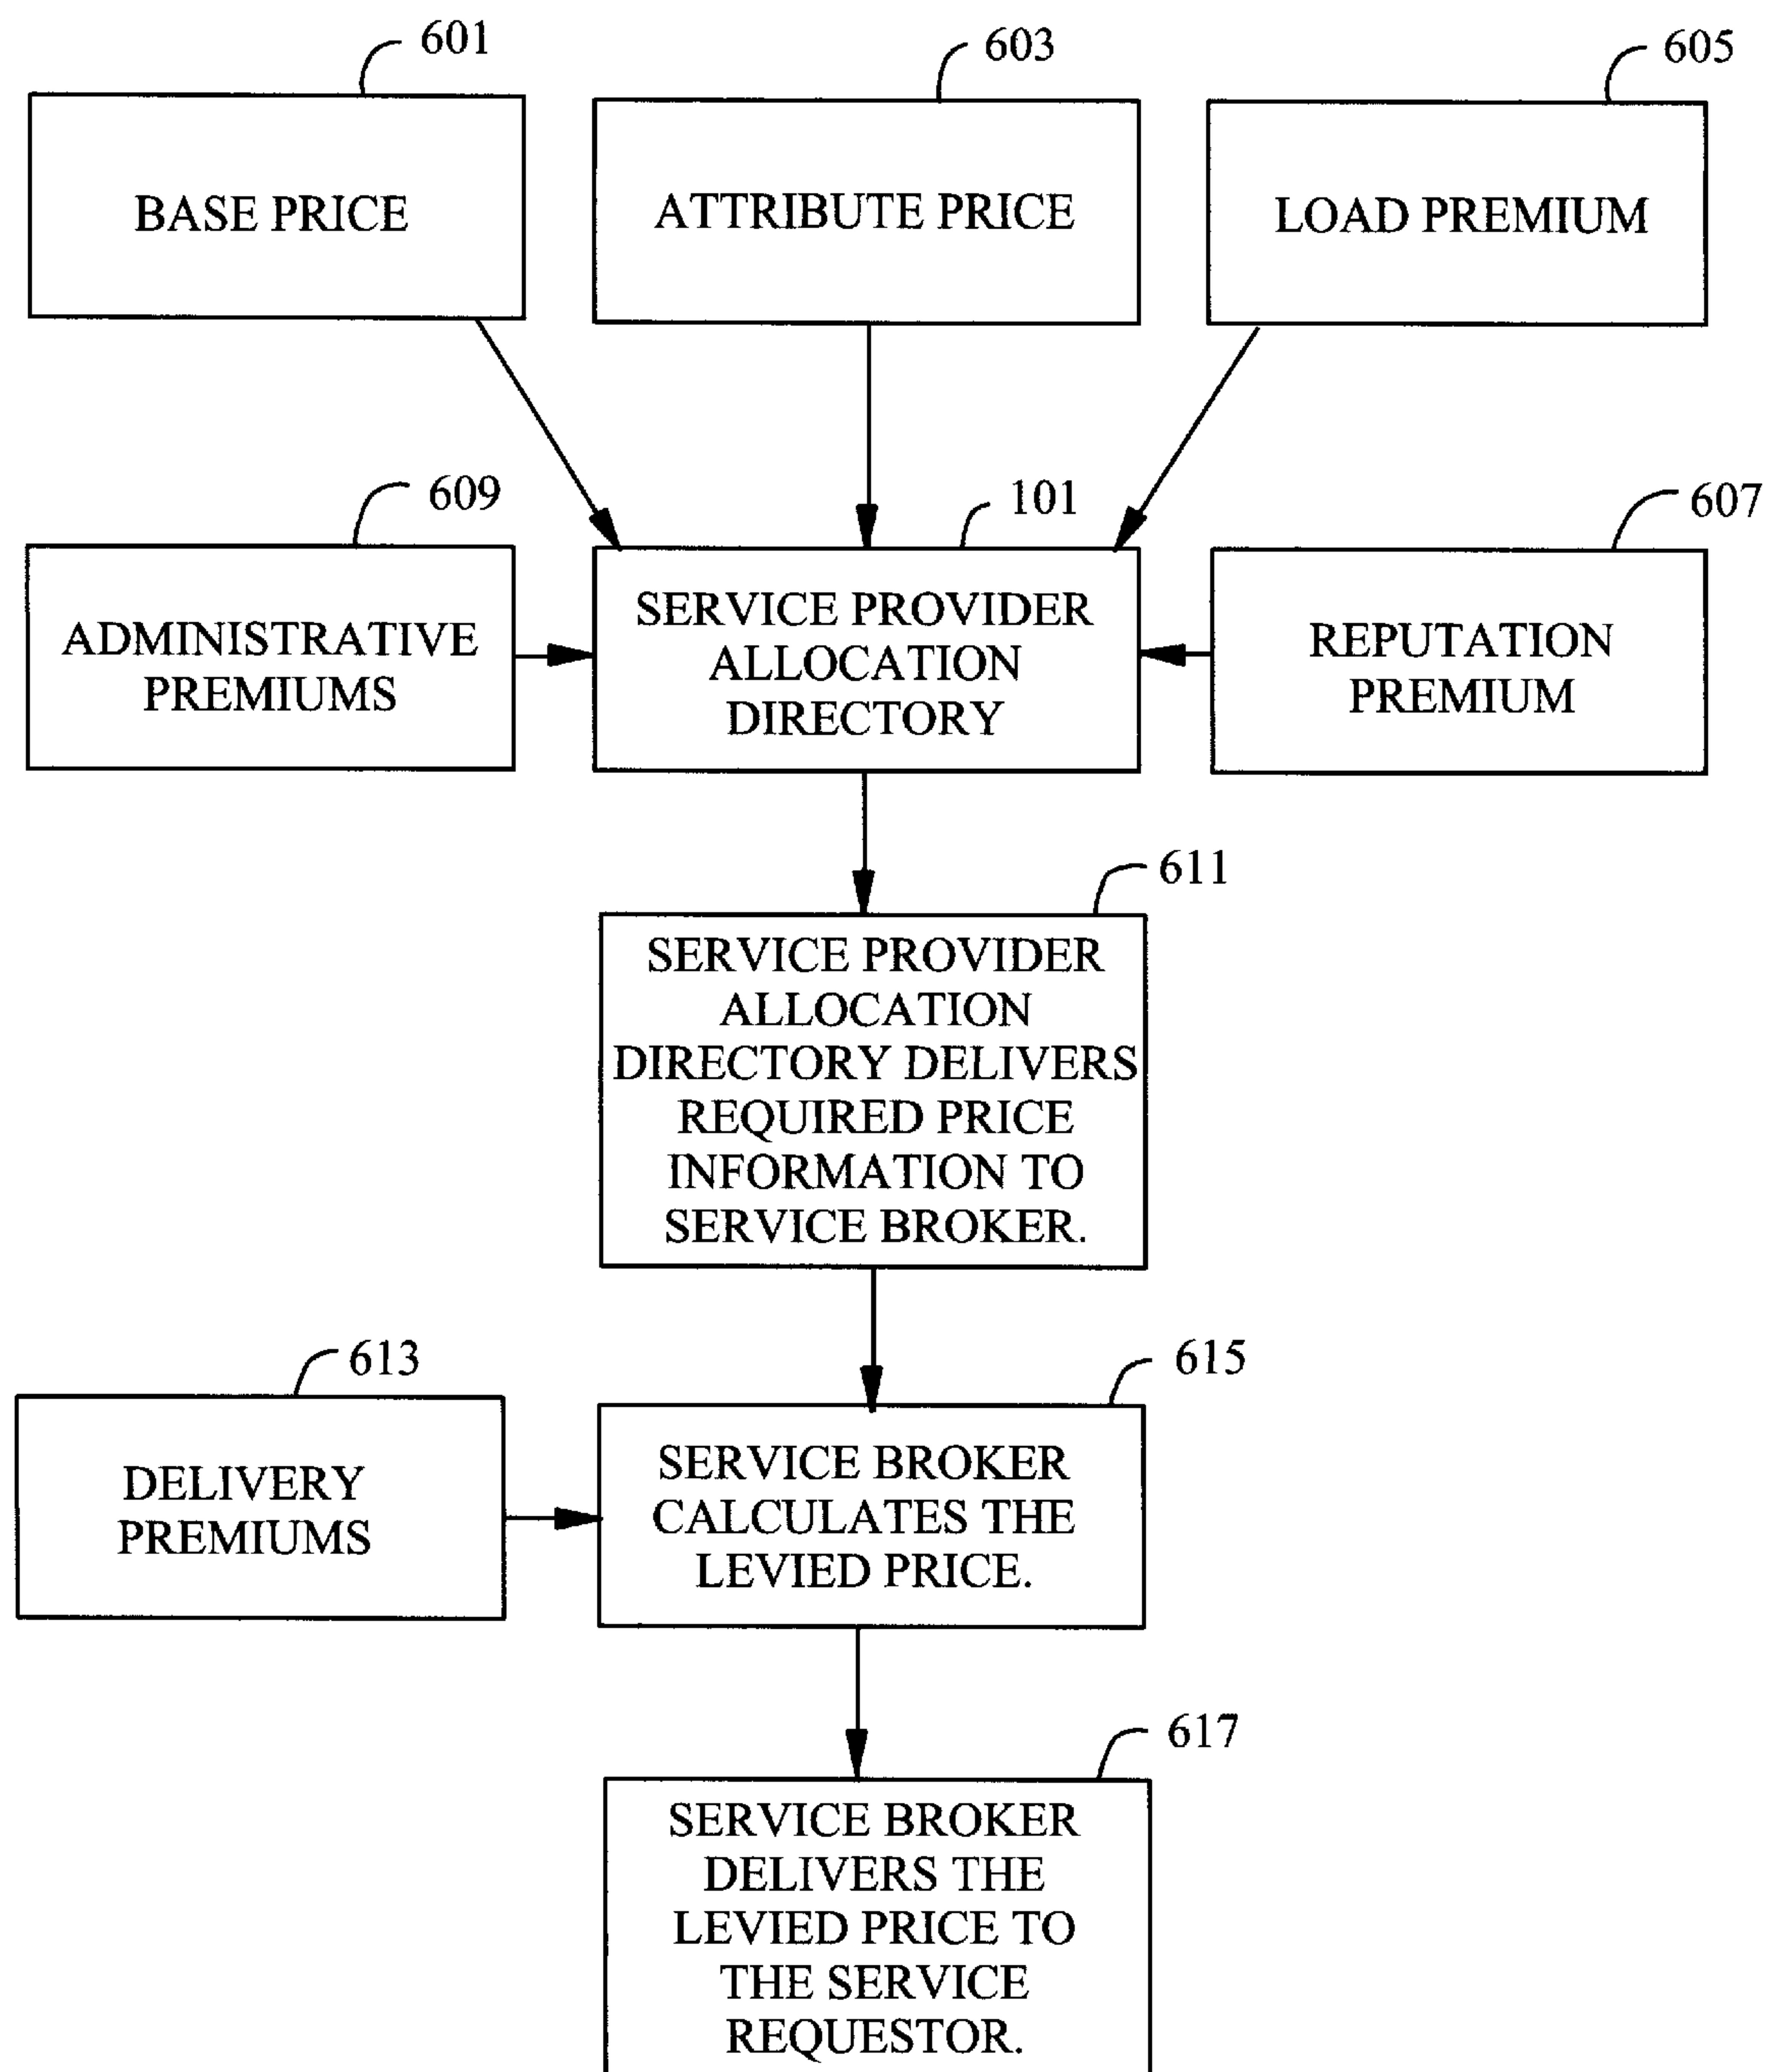 601
603
605
BASE PRICE
ATTRIBUTE PRICE
LOAD PREMIUM
609
101
607
ADMINISTRATIVE
PREMIUMS
SERVICE PROVIDER
ALLOCATION
DIRECTORY
REPUTATION
PREMIUM
611
SERVICE PROVIDER
ALLOCATION
DIRECTORY DELIVERS
REQUIRED PRICE
INFORMATION TO
SERVICE BROKER.
613
615
DELIVERY
PREMIUMS
SERVICE BROKER
CALCULATES THE
LEVIED PRICE.
617
SERVICE BROKER
DELIVERS THE
LEVIED PRICE TO
THE SERVICE
REQUESTOR.